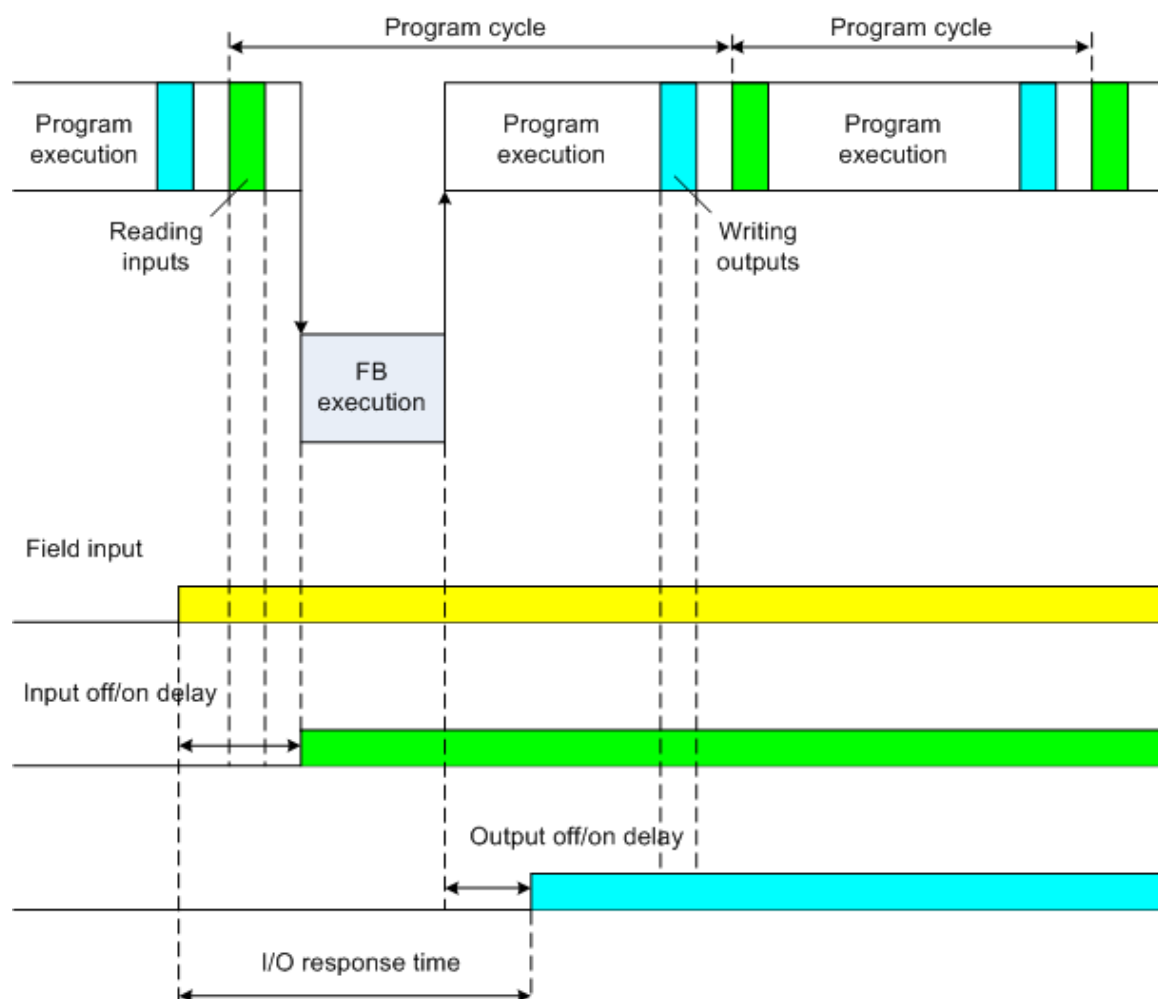 Program cycle
Program cycle
Program
execution
Program
execution
Program
execution
Reading
inputs
Writing
outputs
FB
execution
Field input
Input off/on delay
Output off/on delay
I/O response time